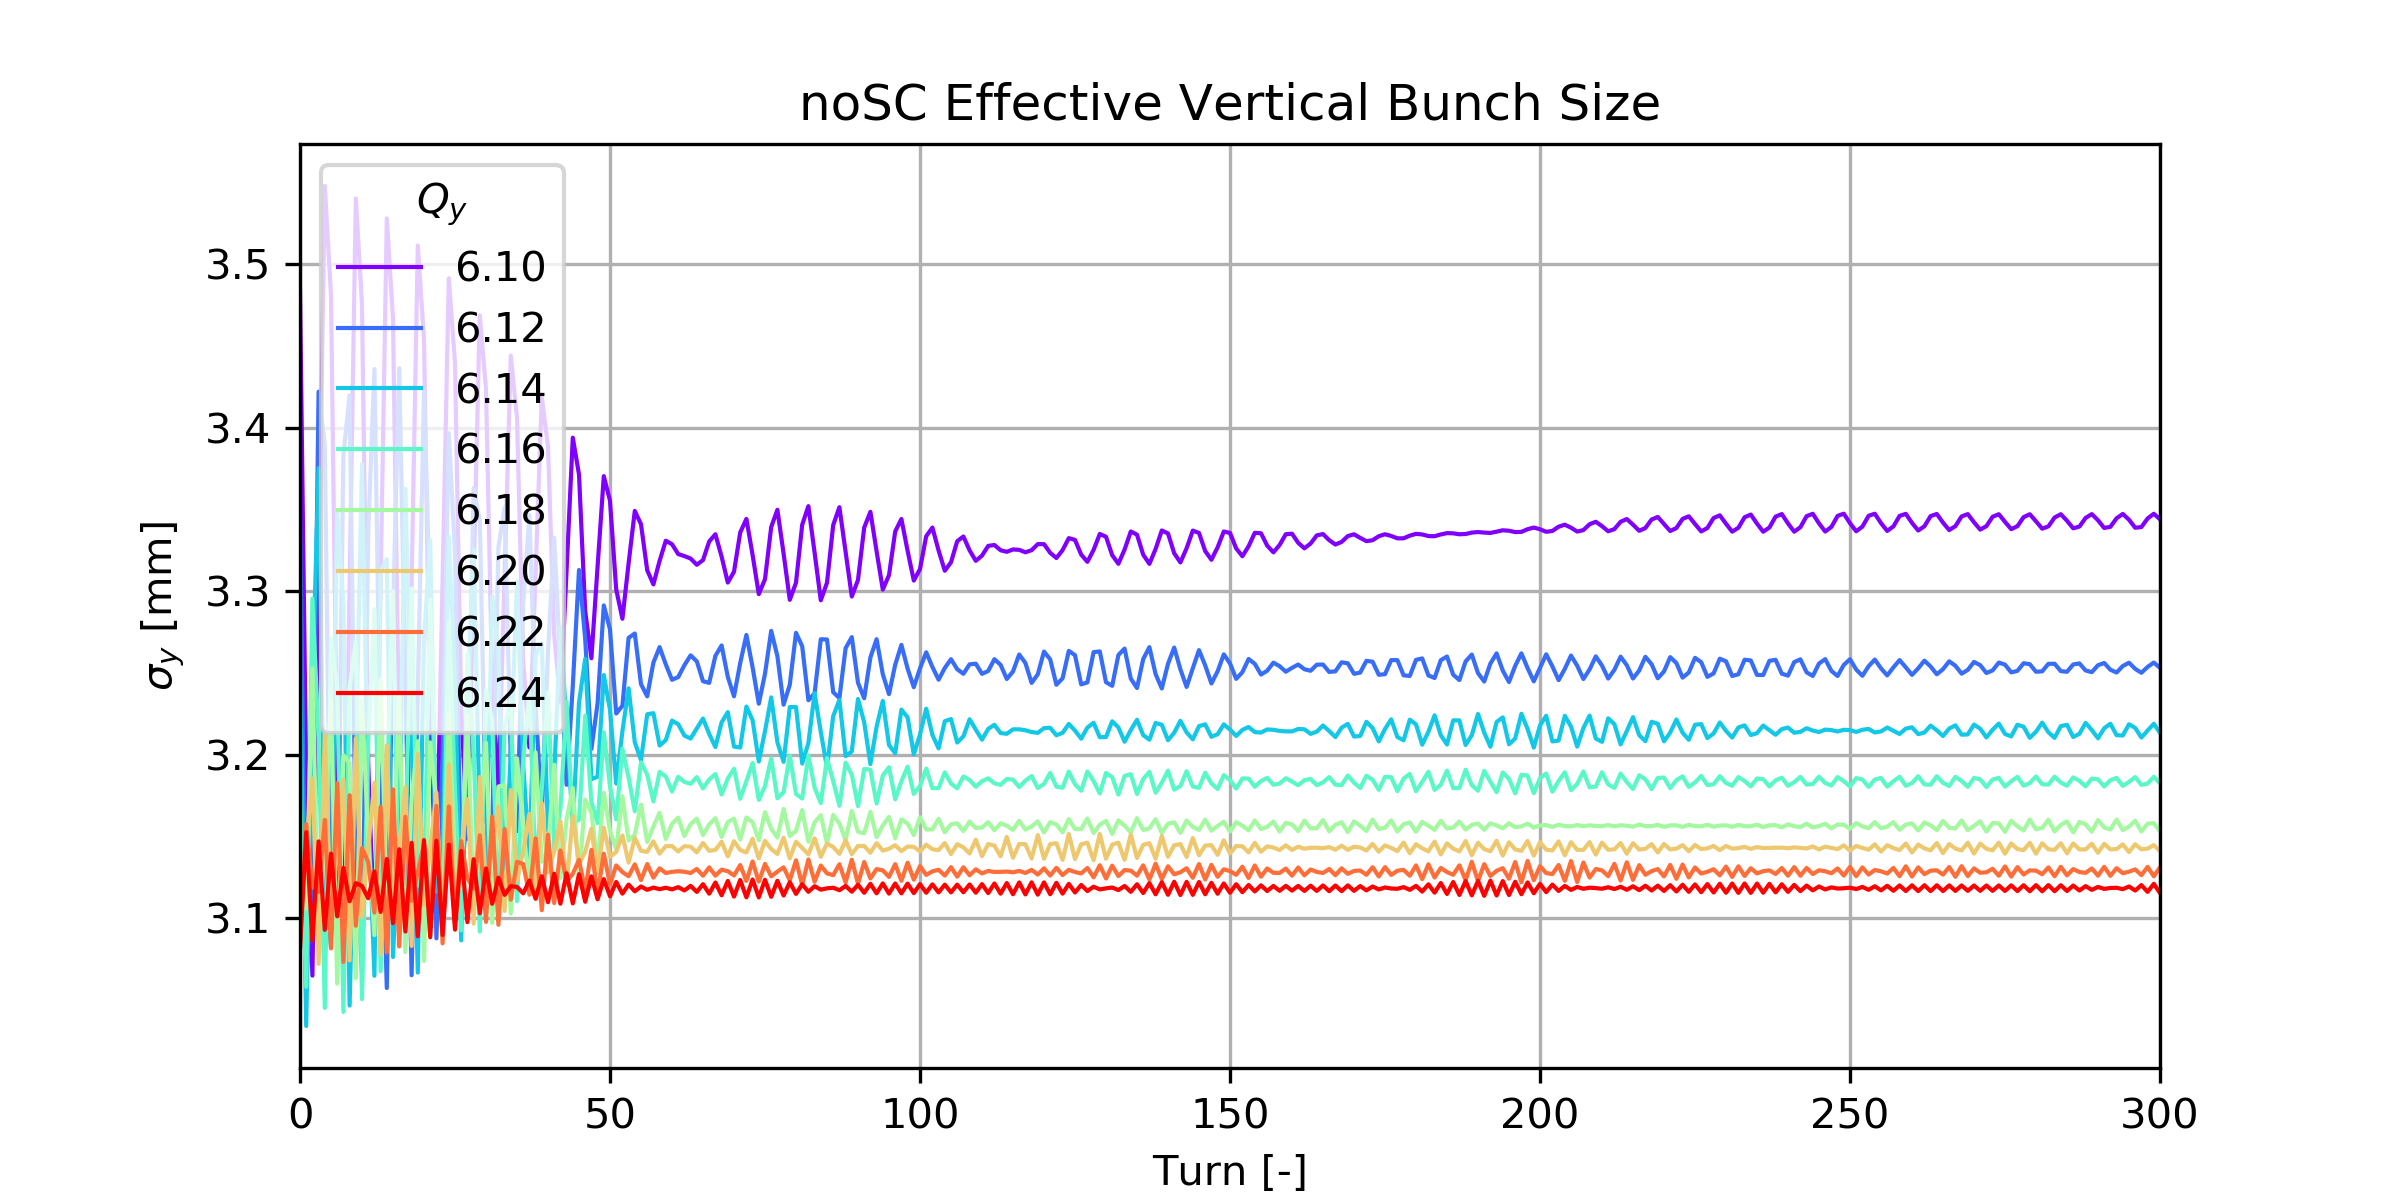 noSC Effective Vertical Bunch Size
Q_y
6.10
6.12
6.14
6.16
6.18
6.20
6.22
6.24
σ_y [mm]
3.5
3.4
3.3
3.2
3.1
0 50 100 150 200 250 300
Turn [-]